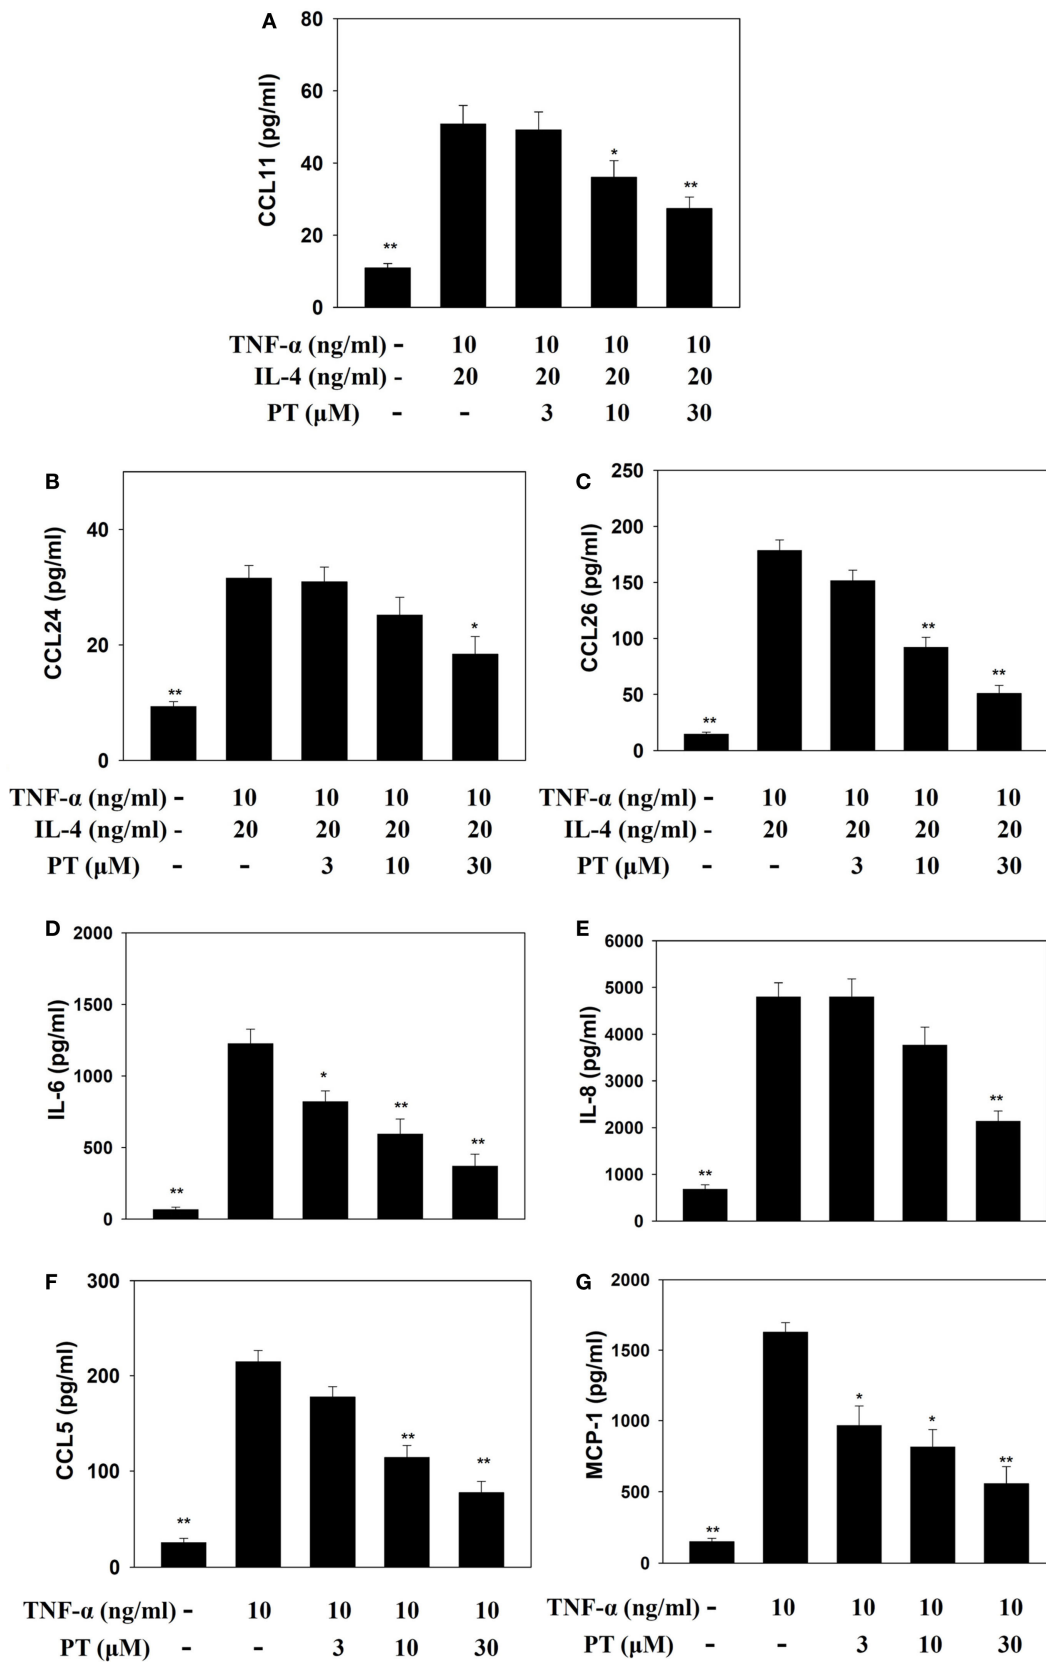 A
80
60
40
20
0
CCL11 (pg/ml)
**
*
**
TNF-α (ng/ml) - 10 10 10 10
IL-4 (ng/ml) - 20 20 20 20
PT (μM) - - 3 10 30
B
40
20
0
CCL24 (pg/ml)
**
*
TNF-α (ng/ml) - 10 10 10 10
IL-4 (ng/ml) - 20 20 20 20
PT (μM) - - 3 10 30
C
250
200
150
100
50
0
CCL26 (pg/ml)
**
**
**
TNF-α (ng/ml) - 10 10 10 10
IL-4 (ng/ml) - 20 20 20 20
PT (μM) - - 3 10 30
D
2000
1500
1000
500
0
IL-6 (pg/ml)
**
*
**
**
E
6000
5000
4000
3000
2000
1000
0
IL-8 (pg/ml)
**
**
F
300
200
100
0
CCL5 (pg/ml)
**
**
**
TNF-α (ng/ml) - 10 10 10 10
PT (μM) - - 3 10 30
G
2000
1500
1000
500
0
MCP-1 (pg/ml)
**
*
*
**
TNF-α (ng/ml) - 10 10 10 10
PT (μM) - - 3 10 30